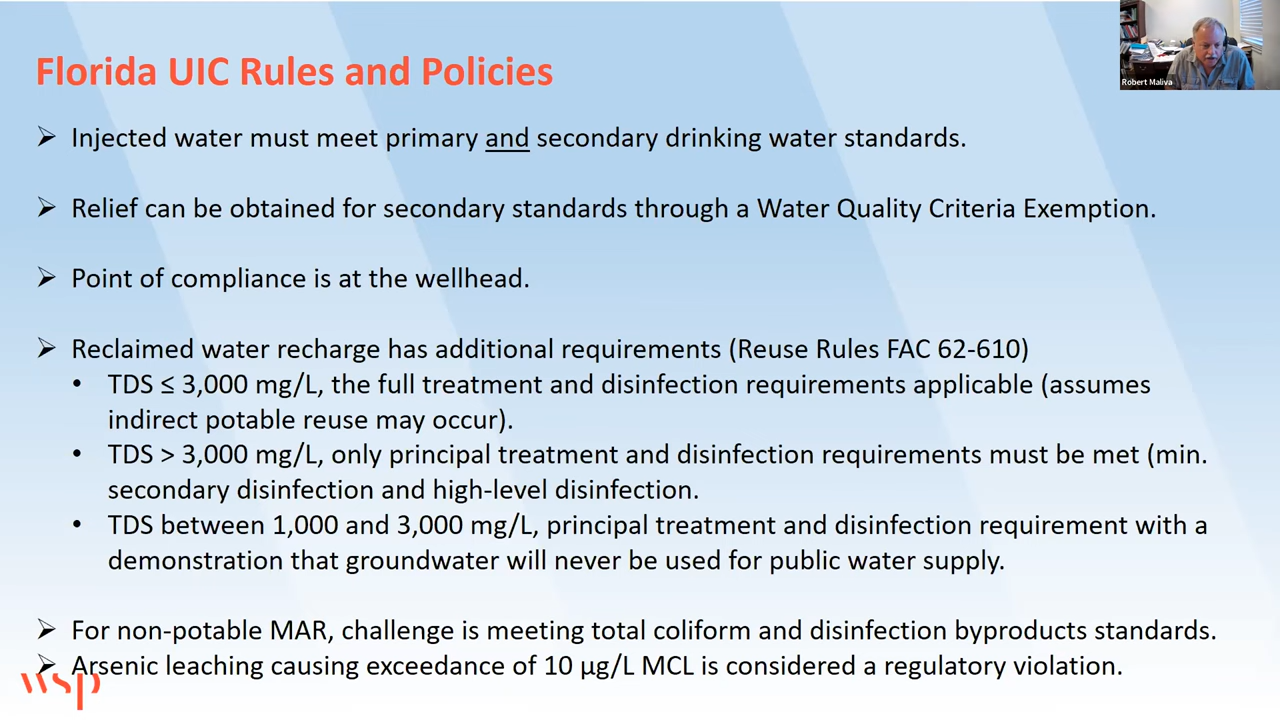 Florida UIC Rules and Policies
Robert Maliva
➢ Injected water must meet primary and secondary drinking water standards.
➢ Relief can be obtained for secondary standards through a Water Quality Criteria Exemption.
➢ Point of compliance is at the wellhead.
➢ Reclaimed water recharge has additional requirements (Reuse Rules FAC 62-610)
• TDS ≤ 3,000 mg/L, the full treatment and disinfection requirements applicable (assumes
indirect potable reuse may occur).
• TDS > 3,000 mg/L, only principal treatment and disinfection requirements must be met (min.
secondary disinfection and high-level disinfection.
• TDS between 1,000 and 3,000 mg/L, principal treatment and disinfection requirement with a
demonstration that groundwater will never be used for public water supply.
➢ For non-potable MAR, challenge is meeting total coliform and disinfection byproducts standards.
➢ Arsenic leaching causing exceedance of 10 µg/L MCL is considered a regulatory violation.
wsp